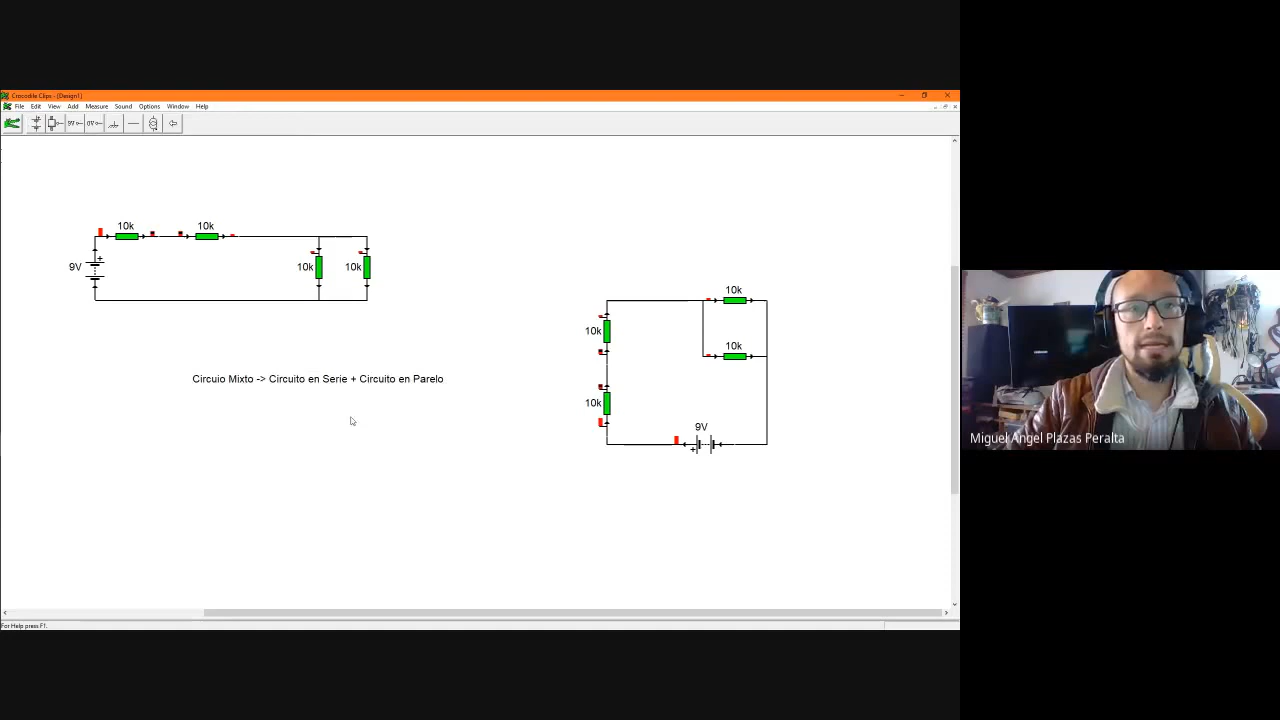 Crocodile Clips - [Design1]
File Edit View Add Measure Sound Options Window Help
9V 0V
10k 10k
9V 10k 10k
10k
10k
10k
10k
9V
Circuio Mixto -> Circuito en Serie + Circuito en Parelo
Miguel Angel Plazas Peralta
For Help press F1.